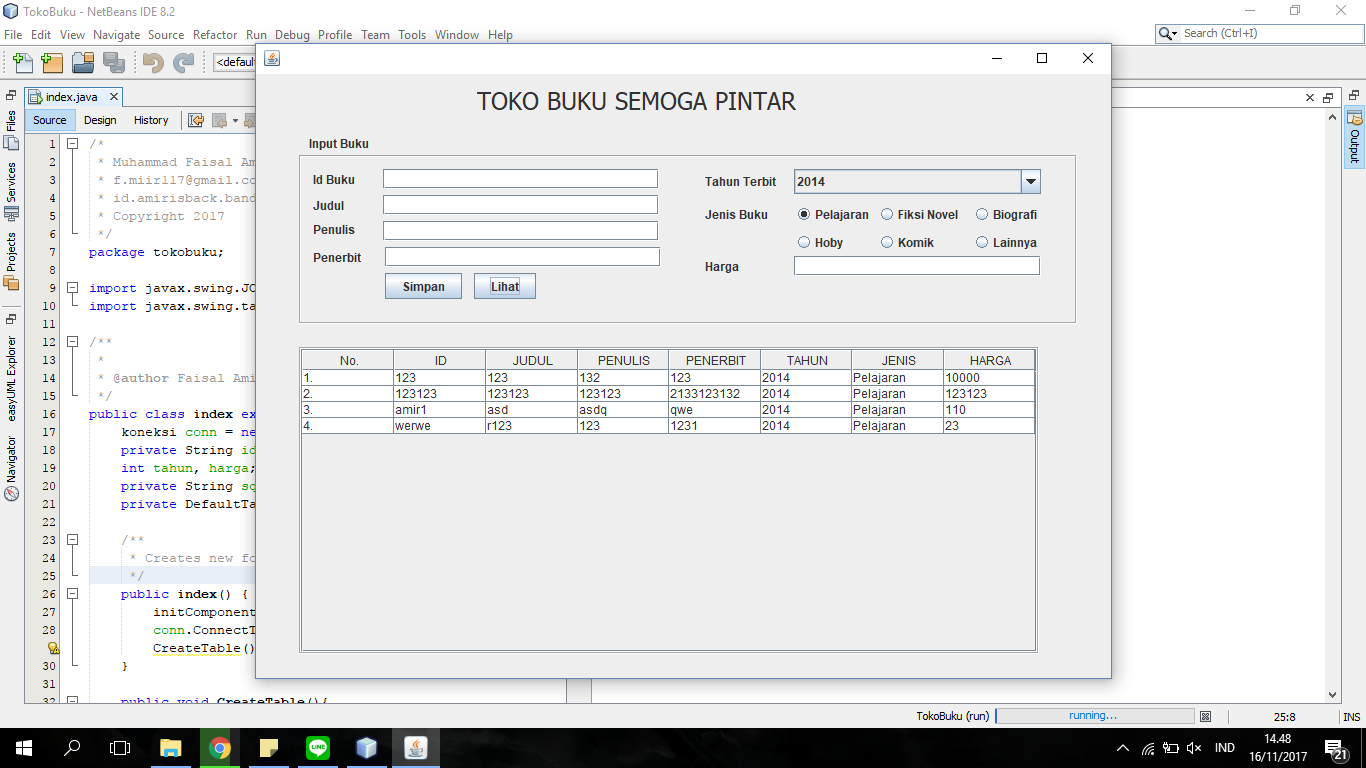 TokoBuku - NetBeans IDE 8.2
File Edit View Navigate Source Refactor Run Debug Profile Team Tools Window Help
Search (Ctrl+I)
<defau
index.java
Source Design History
Files
Services
Projects
easyUML Explorer
Navigator
Output
1 /*
2 * Muhammad Faisal Am
3 * f.miir117@gmail.co
4 * id.amirisback.band
5 * Copyright 2017
6 */
7 package tokobuku;
8
9 import javax.swing.JO
10 import javax.swing.ta
11
12 /**
13 *
14 * @author Faisal Ami
15 */
16 public class index ex
17 koneksi conn = ne
18 private String id
19 int tahun, harga;
20 private String sq
21 private DefaultTa
22
23 /**
24 * Creates new fo
25 */
26 public index() {
27 initComponent
28 conn.ConnectT
CreateTable()
30 }
31
32 public void CreateTable(){
TOKO BUKU SEMOGA PINTAR
Input Buku
Id Buku
Judul
Penulis
Penerbit
Simpan Lihat
Tahun Terbit 2014
Jenis Buku Pelajaran Fiksi Novel Biografi
Hoby Komik Lainnya
Harga
No. ID JUDUL PENULIS PENERBIT TAHUN JENIS HARGA
1. 123 123 132 123 2014 Pelajaran 10000
2. 123123 123123 123123 2133123132 2014 Pelajaran 123123
3. amir1 asd asdq qwe 2014 Pelajaran 110
4. werwe r123 123 1231 2014 Pelajaran 23
TokoBuku (run) running... 25:8 INS
IND
14.48
16/11/2017
21